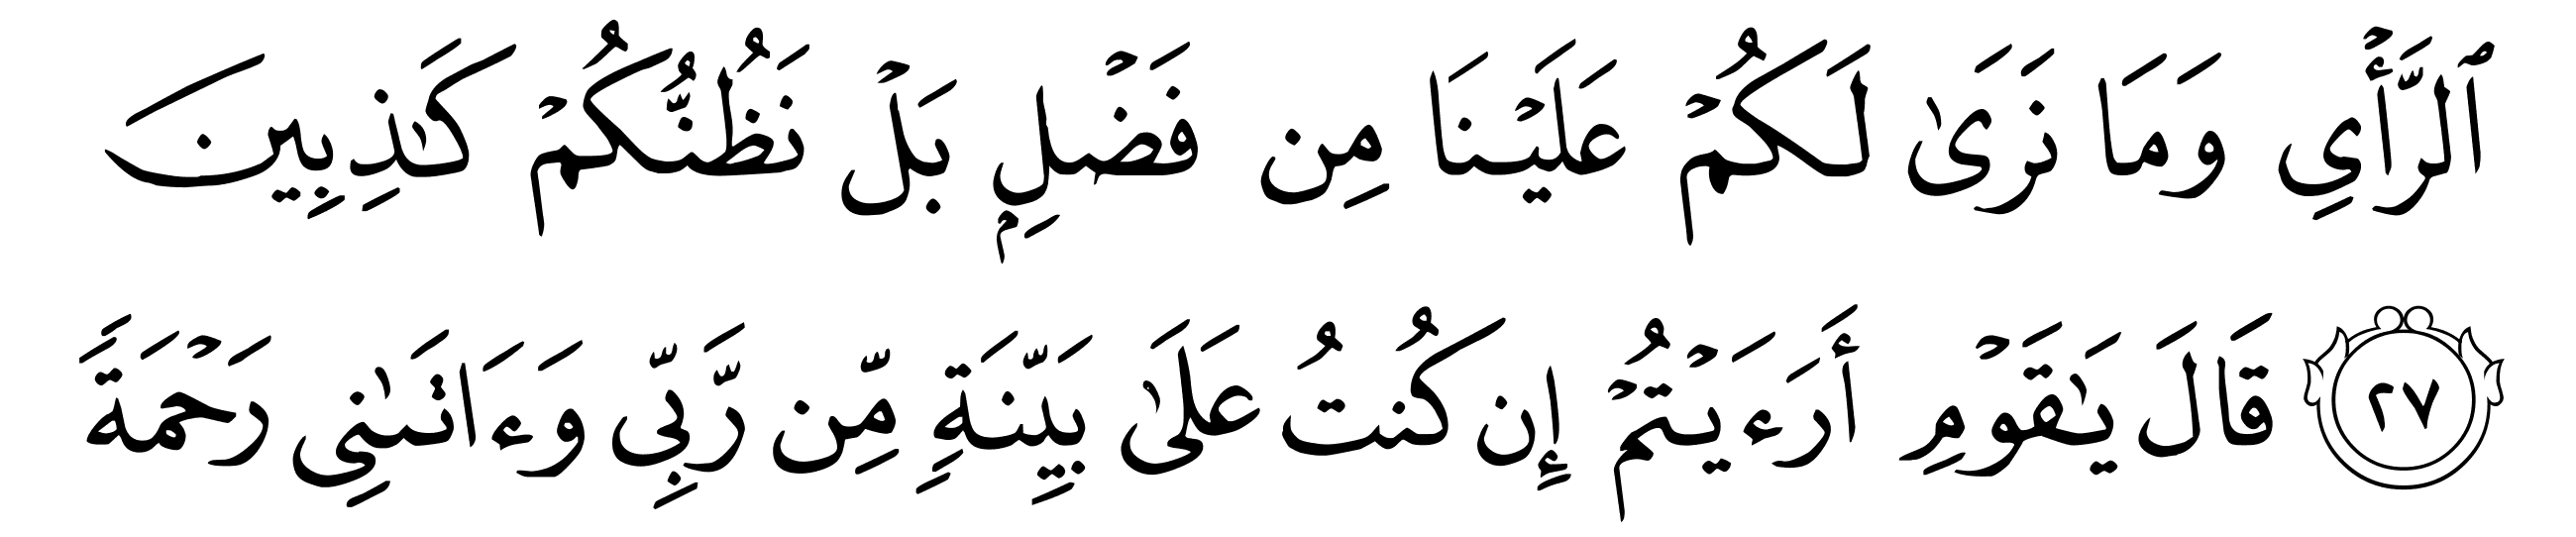 ٱلرَّأۡيِ وَمَا نَرَىٰ لَكُمۡ عَلَيۡنَا مِن فَضۡلِۭ بَلۡ نَظُنُّكُمۡ كَٰذِبِينَ
٢٧ قَالَ يَٰقَوۡمِ أَرَءَيۡتُمۡ إِن كُنتُ عَلَىٰ بَيِّنَةٖ مِّن رَّبِّي وَءَاتَىٰنِي رَحۡمَةٗ